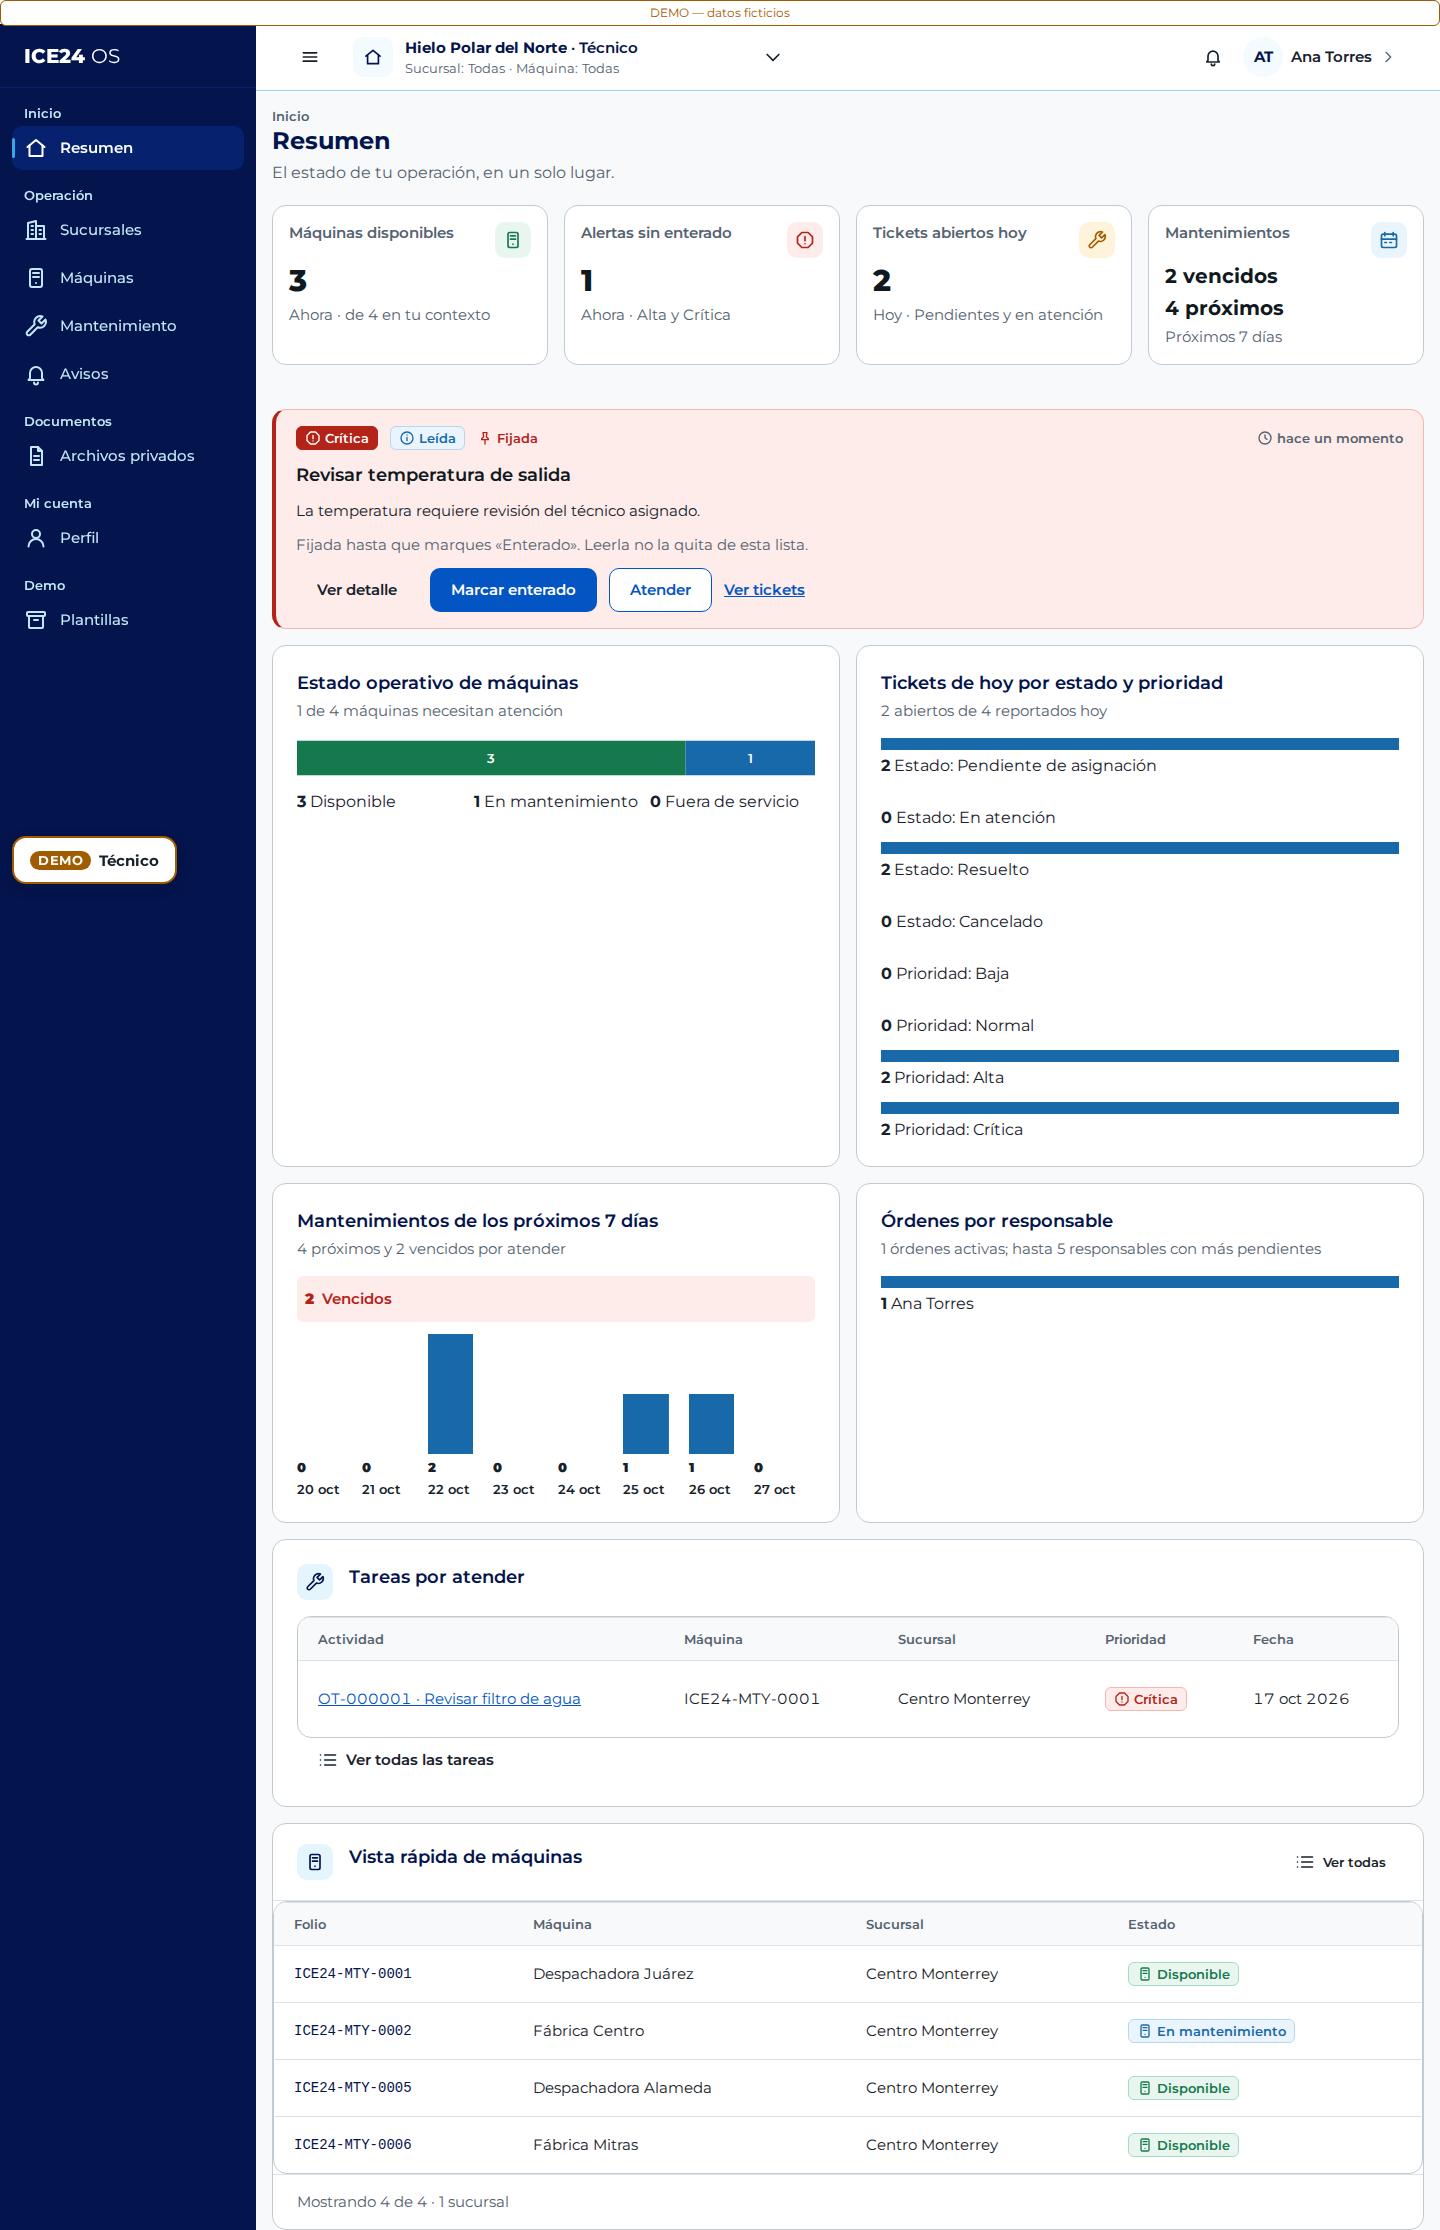 DEMO — datos ficticios
ICE24 OS
Inicio
Resumen
Operación
Sucursales
Máquinas
Mantenimiento
Avisos
Documentos
Archivos privados
Mi cuenta
Perfil
Demo
Plantillas
DEMO Técnico
Hielo Polar del Norte · Técnico
Sucursal: Todas · Máquina: Todas
AT Ana Torres
Inicio
Resumen
El estado de tu operación, en un solo lugar.
Máquinas disponibles
3
Ahora · de 4 en tu contexto
Alertas sin enterado
1
Ahora · Alta y Crítica
Tickets abiertos hoy
2
Hoy · Pendientes y en atención
Mantenimientos
2 vencidos
4 próximos
Próximos 7 días
Crítica Leída Fijada hace un momento
Revisar temperatura de salida
La temperatura requiere revisión del técnico asignado.
Fijada hasta que marques «Enterado». Leerla no la quita de esta lista.
Ver detalle Marcar enterado Atender Ver tickets
Estado operativo de máquinas
1 de 4 máquinas necesitan atención
3 1
3 Disponible 1 En mantenimiento 0 Fuera de servicio
Tickets de hoy por estado y prioridad
2 abiertos de 4 reportados hoy
2 Estado: Pendiente de asignación
0 Estado: En atención
2 Estado: Resuelto
0 Estado: Cancelado
0 Prioridad: Baja
0 Prioridad: Normal
2 Prioridad: Alta
2 Prioridad: Crítica
Mantenimientos de los próximos 7 días
4 próximos y 2 vencidos por atender
2 Vencidos
0 0 2 0 0 1 1 0
20 oct 21 oct 22 oct 23 oct 24 oct 25 oct 26 oct 27 oct
Órdenes por responsable
1 órdenes activas; hasta 5 responsables con más pendientes
1 Ana Torres
Tareas por atender
Actividad Máquina Sucursal Prioridad Fecha
OT-000001 · Revisar filtro de agua ICE24-MTY-0001 Centro Monterrey Crítica 17 oct 2026
Ver todas las tareas
Vista rápida de máquinas Ver todas
Folio Máquina Sucursal Estado
ICE24-MTY-0001 Despachadora Juárez Centro Monterrey Disponible
ICE24-MTY-0002 Fábrica Centro Centro Monterrey En mantenimiento
ICE24-MTY-0005 Despachadora Alameda Centro Monterrey Disponible
ICE24-MTY-0006 Fábrica Mitras Centro Monterrey Disponible
Mostrando 4 de 4 · 1 sucursal